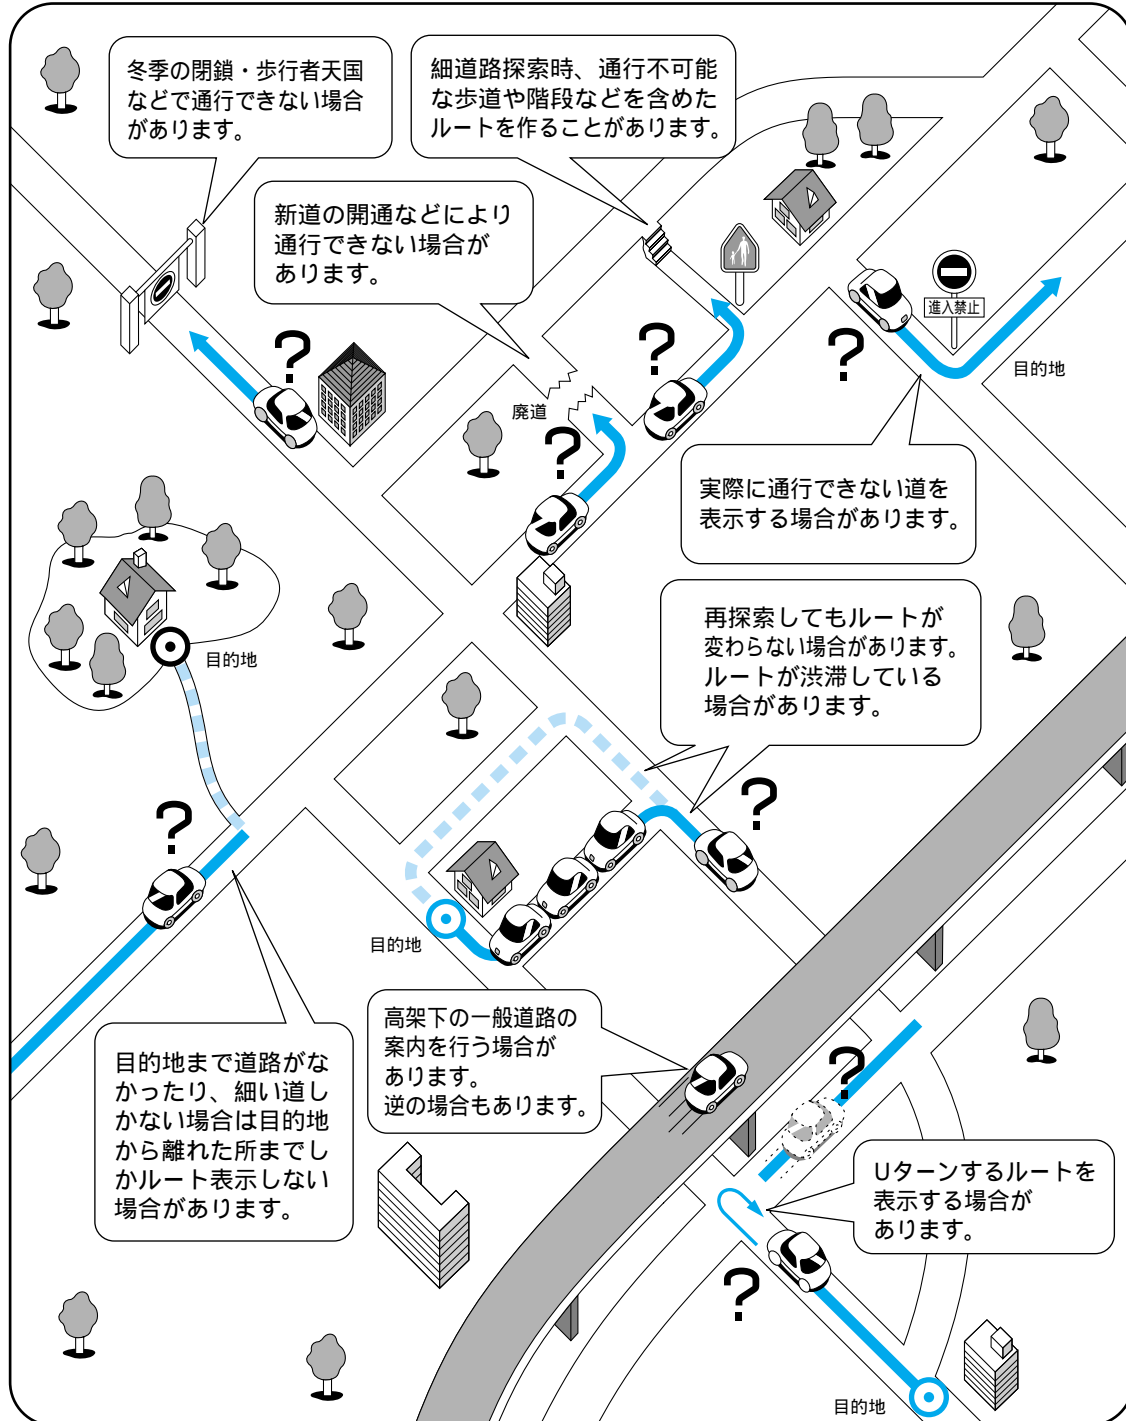 冬季の閉鎖・歩行者天国
などで通行できない場合
があります。
細道路探索時、通行不可能
な歩道や階段などを含めた
ルートを作ることがあります。
新道の開通などにより
通行できない場合が
あります。
進入禁止
目的地
廃道
実際に通行できない道を
表示する場合があります。
再探索してもルートが
変わらない場合があります。
ルートが渋滞している
場合があります。
目的地
目的地
高架下の一般道路の
案内を行う場合が
あります。
逆の場合もあります。
目的地まで道路がな
かったり、細い道し
かない場合は目的地
から離れた所までし
かルート表示しない
場合があります。
Uターンするルートを
表示する場合が
あります。
目的地
？
？
？
？
？
？
？
？